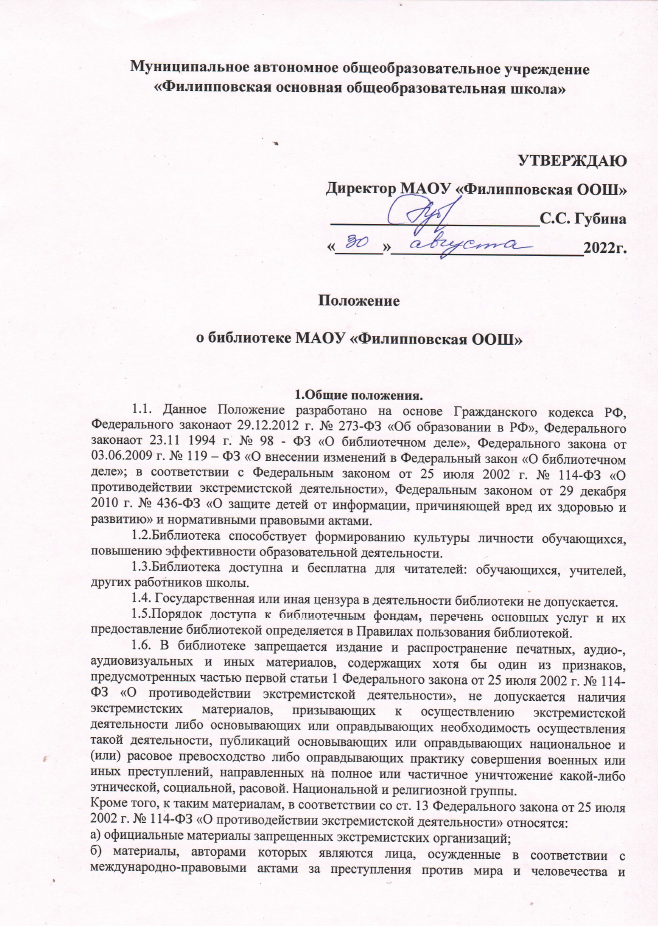 Муниципальное автономное общеобразовательное учреждение
«Филипповская основная общеобразовательная школа»
УТВЕРЖДАЮ
Директор МАОУ «Филипповская ООШ»
С.С. Губина
«30» августа 2022г.
Положение
о библиотеке МАОУ «Филипповская ООШ»
1.Общие положения.
1.1. Данное Положение разработано на основе Гражданского кодекса РФ,
Федерального законаот 29.12.2012 г. № 273-ФЗ «Об образовании в РФ», Федерального
законаот 23.11 1994 г. № 98 - ФЗ «О библиотечном деле», Федерального закона от
03.06.2009 г. № 119 – ФЗ «О внесении изменений в Федеральный закон «О библиотечном
деле»; в соответствии с Федеральным законом от 25 июля 2002 г. № 114-ФЗ «О
противодействии экстремистской деятельности», Федеральным законом от 29 декабря
2010 г. № 436-ФЗ «О защите детей от информации, причиняющей вред их здоровью и
развитию» и нормативными правовыми актами.
1.2.Библиотека способствует формированию культуры личности обучающихся,
повышению эффективности образовательной деятельности.
1.3.Библиотека доступна и бесплатна для читателей: обучающихся, учителей,
других работников школы.
1.4. Государственная или иная цензура в деятельности библиотеки не допускается.
1.5.Порядок доступа к библиотечным фондам, перечень основных услуг и их
предоставление библиотекой определяется в Правилах пользования библиотекой.
1.6. В библиотеке запрещается издание и распространение печатных, аудио-,
аудиовизуальных и иных материалов, содержащих хотя бы один из признаков,
предусмотренных частью первой статьи 1 Федерального закона от 25 июля 2002 г. № 114-
ФЗ «О противодействии экстремистской деятельности», не допускается наличия
экстремистских материалов, призывающих к осуществлению экстремистской
деятельности либо основывающих или оправдывающих необходимость осуществления
такой деятельности, публикаций основывающих или оправдывающих национальное и
(или) расовое превосходство либо оправдывающих практику совершения военных или
иных преступлений, направленных на полное или частичное уничтожение какой-либо
этнической, социальной, расовой. Национальной и религиозной группы.
Кроме того, к таким материалам, в соответствии со ст. 13 Федерального закона от 25 июля
2002 г. № 114-ФЗ «О противодействии экстремистской деятельности» относятся:
а) официальные материалы запрещенных экстремистских организаций;
б) материалы, авторами которых являются лица, осужденные в соответствии с
международно-правовыми актами за преступления против мира и человечества и